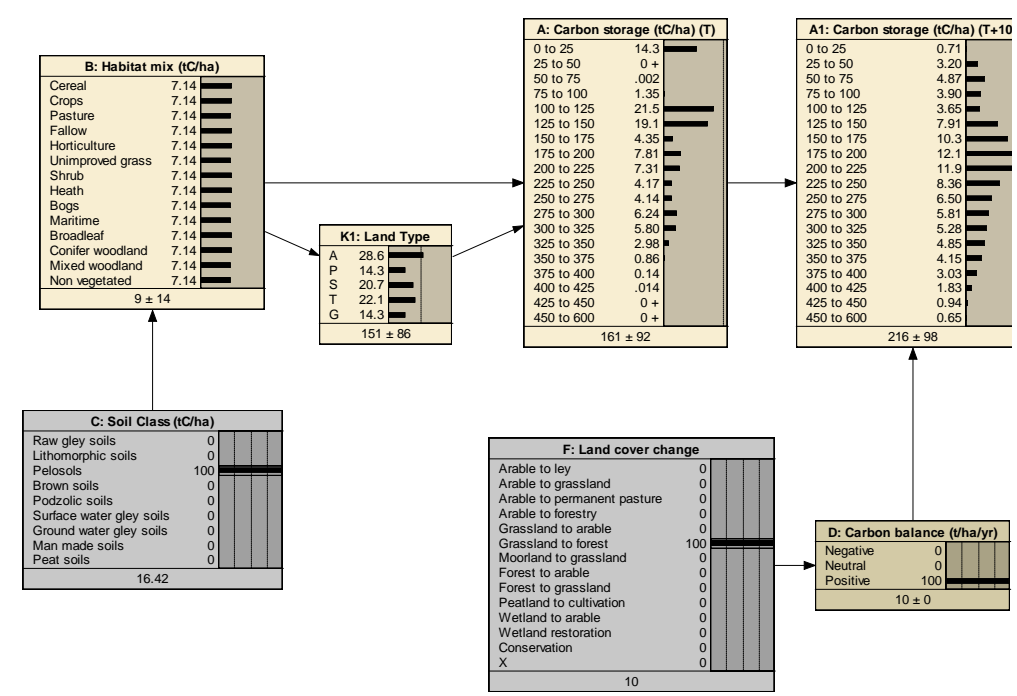 B: Habitat mix (tC/ha)
Cereal 7.14
Crops 7.14
Pasture 7.14
Fallow 7.14
Horticulture 7.14
Unimproved grass 7.14
Shrub 7.14
Heath 7.14
Bogs 7.14
Maritime 7.14
Broadleaf 7.14
Conifer woodland 7.14
Mixed woodland 7.14
Non vegetated 7.14
9 ± 14
K1: Land Type
A 28.6
P 14.3
S 20.7
T 22.1
G 14.3
151 ± 86
A: Carbon storage (tC/ha) (T)
0 to 25 14.3
25 to 50 0 +
50 to 75 .002
75 to 100 1.35
100 to 125 21.5
125 to 150 19.1
150 to 175 4.35
175 to 200 7.81
200 to 225 7.31
225 to 250 4.17
250 to 275 4.14
275 to 300 6.24
300 to 325 5.80
325 to 350 2.98
350 to 375 0.86
375 to 400 0.14
400 to 425 .014
425 to 450 0 +
450 to 600 0 +
161 ± 92
A1: Carbon storage (tC/ha) (T+10
0 to 25 0.71
25 to 50 3.20
50 to 75 4.87
75 to 100 3.90
100 to 125 3.65
125 to 150 7.91
150 to 175 10.3
175 to 200 12.1
200 to 225 11.9
225 to 250 8.36
250 to 275 6.50
275 to 300 5.81
300 to 325 5.28
325 to 350 4.85
350 to 375 4.15
375 to 400 3.03
400 to 425 1.83
425 to 450 0.94
450 to 600 0.65
216 ± 98
C: Soil Class (tC/ha)
Raw gley soils 0
Lithomorphic soils 0
Pelosols 100
Brown soils 0
Podzolic soils 0
Surface water gley soils 0
Ground water gley soils 0
Man made soils 0
Peat soils 0
16.42
F: Land cover change
Arable to ley 0
Arable to grassland 0
Arable to permanent pasture 0
Arable to forestry 0
Grassland to arable 0
Grassland to forest 100
Moorland to grassland 0
Forest to arable 0
Forest to grassland 0
Peatland to cultivation 0
Wetland to arable 0
Wetland restoration 0
Conservation 0
X 0
10
D: Carbon balance (t/ha/yr)
Negative 0
Neutral 0
Positive 100
10 ± 0